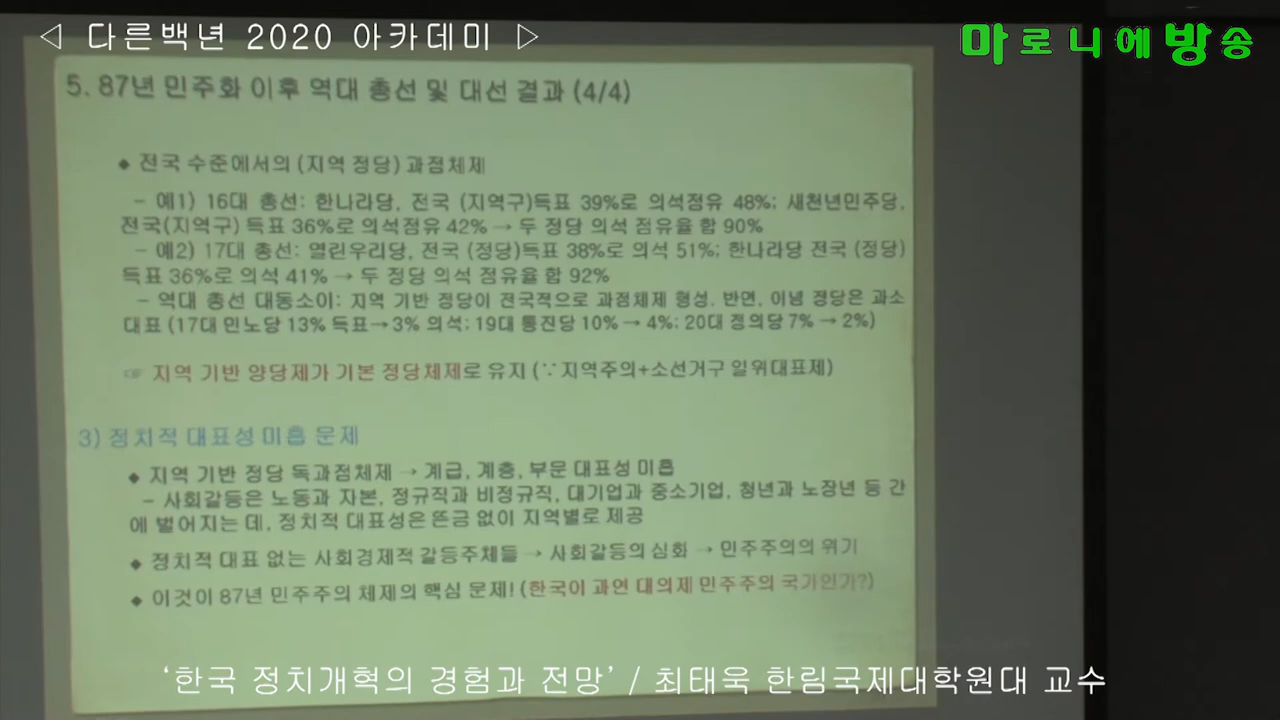 ◁ 다른백년 2020 아카데미 ▷
마로니에방송
5. 87년 민주화 이후 역대 총선 및 대선 결과 (4/4)
◆ 전국 수준에서의 (지역 정당) 과점체제
- 예1) 16대 총선: 한나라당, 전국 (지역구)득표 39%로 의석점유 48%; 새천년민주당,
전국(지역구) 득표 36%로 의석점유 42% → 두 정당 의석 점유율 합 90%
- 예2) 17대 총선: 열린우리당, 전국 (정당)득표 38%로 의석 51%; 한나라당 전국 (정당)
득표 36%로 의석 41% → 두 정당 의석 점유율 합 92%
- 역대 총선 대동소이: 지역 기반 정당이 전국적으로 과점체제 형성. 반면, 이념 정당은 과소
대표 (17대 민노당 13% 득표→3% 의석; 19대 통진당 10% → 4%; 20대 정의당 7% → 2%)
☞ 지역 기반 양당제가 기본 정당체제로 유지 (∵지역주의+소선거구 일위대표제)
3) 정치적 대표성 미흡 문제
◆ 지역 기반 정당 독과점체제 → 계급, 계층, 부문 대표성 미흡
- 사회갈등은 노동과 자본, 정규직과 비정규직, 대기업과 중소기업, 청년과 노장년 등 간
에 벌어지는 데, 정치적 대표성은 뜬금 없이 지역별로 제공
◆ 정치적 대표 없는 사회경제적 갈등주체들 → 사회갈등의 심화 → 민주주의의 위기
◆ 이것이 87년 민주주의 체제의 핵심 문제! (한국이 과연 대의제 민주주의 국가인가?)
‘한국 정치개혁의 경험과 전망’ / 최태욱 한림국제대학원대 교수